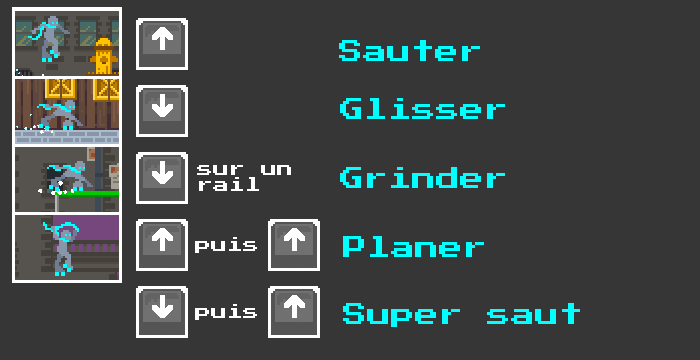 Sauter
Glisser
sur un
rail
Grinder
puis
Planer
puis
Super saut